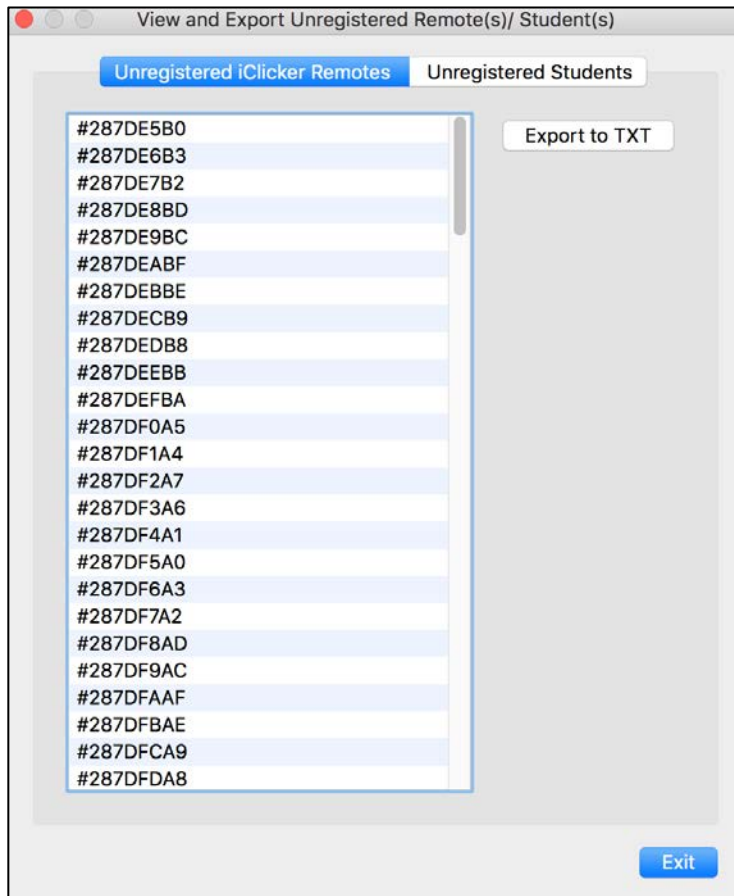 View and Export Unregistered Remote(s)/ Student(s)
Unregistered iClicker Remotes Unregistered Students
Export to TXT
#287DE5B0
#287DE6B3
#287DE7B2
#287DE8BD
#287DE9BC
#287DEABF
#287DEBBE
#287DECB9
#287DEDB8
#287DEEBB
#287DEFBA
#287DF0A5
#287DF1A4
#287DF2A7
#287DF3A6
#287DF4A1
#287DF5A0
#287DF6A3
#287DF7A2
#287DF8AD
#287DF9AC
#287DFAAF
#287DFBAE
#287DFCA9
#287DFDA8
Exit